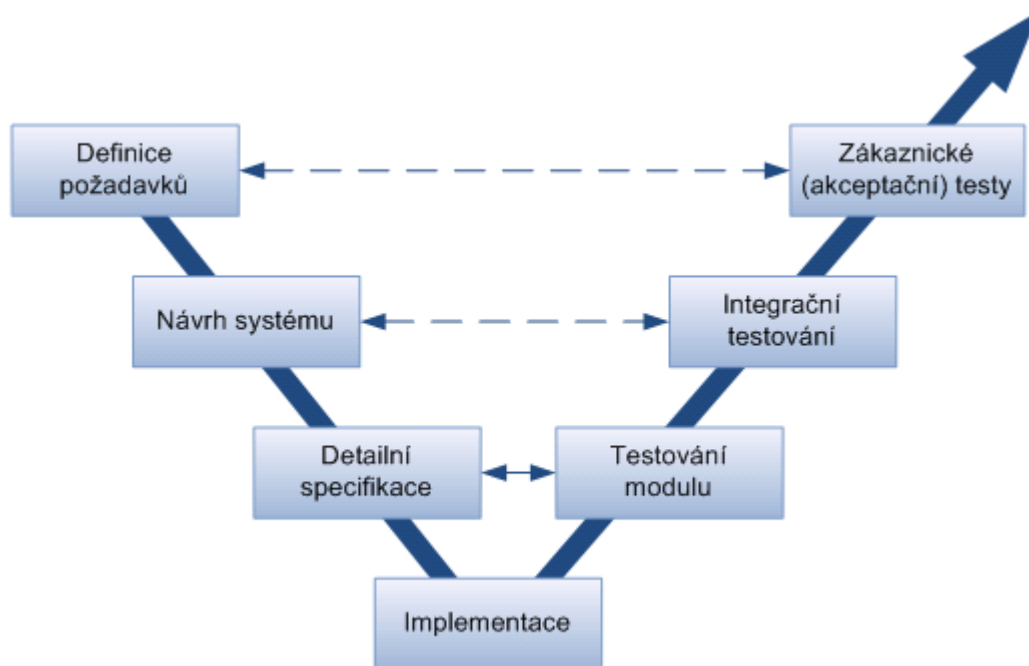 Definice
požadavků
Zákaznické
(akceptační) testy
Návrh systému
Integrační
testování
Detailní
specifikace
Testování
modulu
Implementace